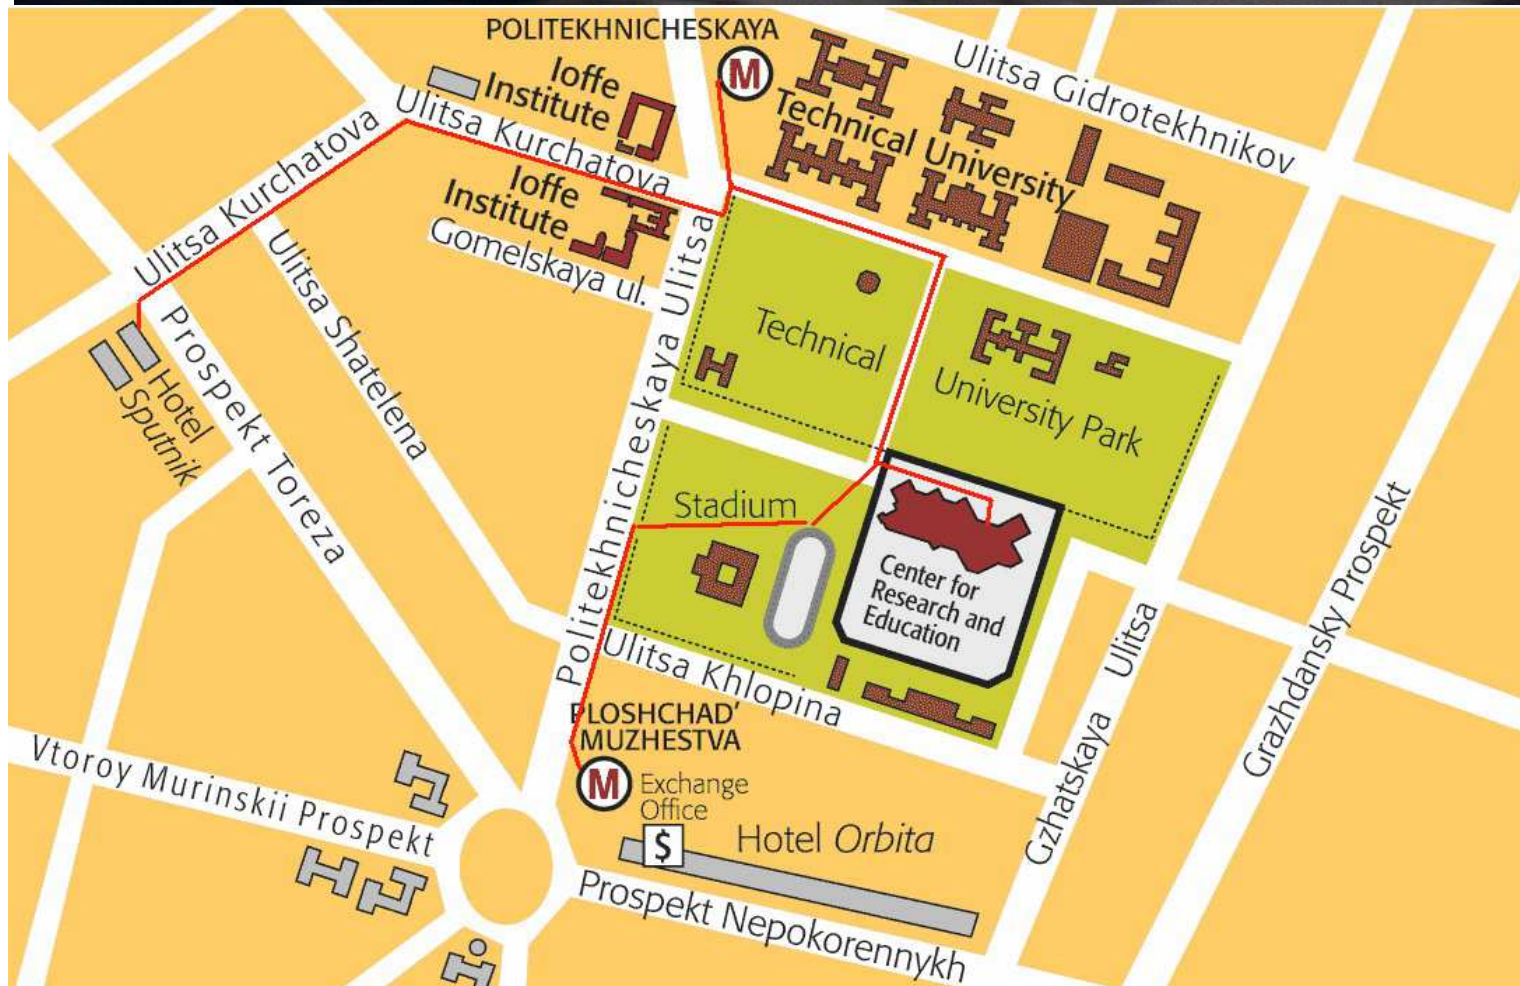 POLITEKHNICHESKAYA
M
Ulitsa Gidrotekhnikov
Ioffe
Institute
Technical University
Ulitsa Kurchatova
Ulitsa Kurchatova
Ioffe
Institute
Gomelskaya ul.
Ulitsa Shatelena
Prospekt Toreza
Hotel
Sputnik
Politekhnicheskaya Ulitsa
Technical
University Park
Stadium
Center for
Research and
Education
Ulitsa Khlopina
Gzhatskaya Ulitsa
Grazhdansky Prospekt
PLOSHCHAD'
MUZHESTVA
M
Exchange
Office
$
Hotel Orbita
Vtoroy Murinskii Prospekt
Prospekt Nepokorennykh